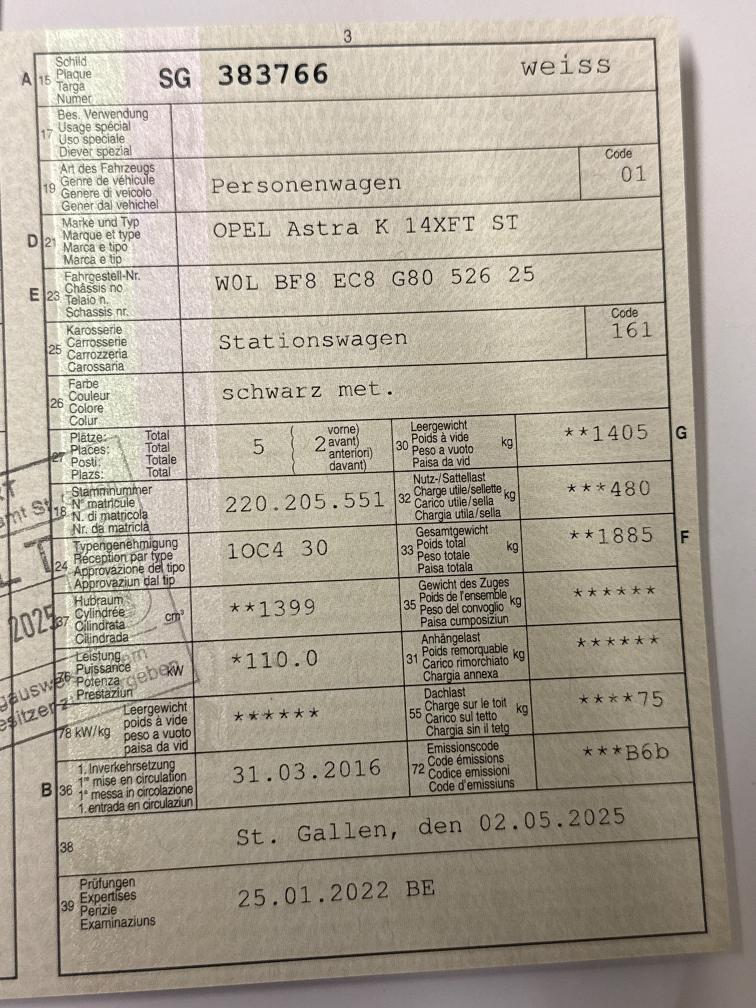 3
A 15 Schild
Plaque
Targa
Numer
SG 383766 weiss
17 Bes. Verwendung
Usage spécial
Uso speciale
Diever spezial
19 Art des Fahrzeugs
Genre de véhicule
Genere di veicolo
Gener dal vehichel
Personenwagen
Code
01
D 21 Marke und Typ
Marque et type
Marca e tipo
Marca e tip
OPEL Astra K 14XFT ST
E 23 Fahrgestell-Nr.
Châssis no
Telaio n.
Schassis nr.
W0L BF8 EC8 G80 526 25
25 Karosserie
Carrosserie
Carrozzeria
Carossaria
Stationswagen
Code
161
26 Farbe
Couleur
Colore
Colur
schwarz met.
27 Plätze: Total
Places: Total
Posti: Totale
Plazs: Total
5 ( 2 vorne)
avant)
anteriori)
davant)
30 Leergewicht
Poids à vide
Peso a vuoto
Paisa da vid
kg
**1405
G
18 Stammnummer
N° matricule
N. di matricola
Nr. da matricla
220.205.551
32 Nutz-/Sattellast
Charge utile/sellette
Carico utile/sella
Chargia utila/sella
kg
***480
24 Typengenehmigung
Réception par type
Approvazione del tipo
Approvaziun dal tip
1OC4 30
33 Gesamtgewicht
Poids total
Peso totale
Paisa totala
kg
**1885
F
37 Hubraum
Cylindrée
Cilindrata
Cilindrada
cm³
**1399
35 Gewicht des Zuges
Poids de l'ensemble
Peso del convoglio
Paisa cumposiziun
kg
******
76 Leistung
Puissance
Potenza
Prestaziun
kW
*110.0
31 Anhängelast
Poids remorquable
Carico rimorchiato
Chargia annexa
kg
******
78 kW/kg Leergewicht
poids à vide
peso a vuoto
paisa da vid
******
55 Dachlast
Charge sur le toit
Carico sul tetto
Chargia sin il tetg
kg
****75
B 36 1. Inverkehrsetzung
1re mise en circulation
1a messa in circolazione
1. entrada en circulaziun
31.03.2016
72 Emissionscode
Code émissions
Codice emissioni
Code d'emissiuns
***B6b
38 St. Gallen, den 02.05.2025
39 Prüfungen
Expertises
Perizie
Examinaziuns
25.01.2022 BE
2025